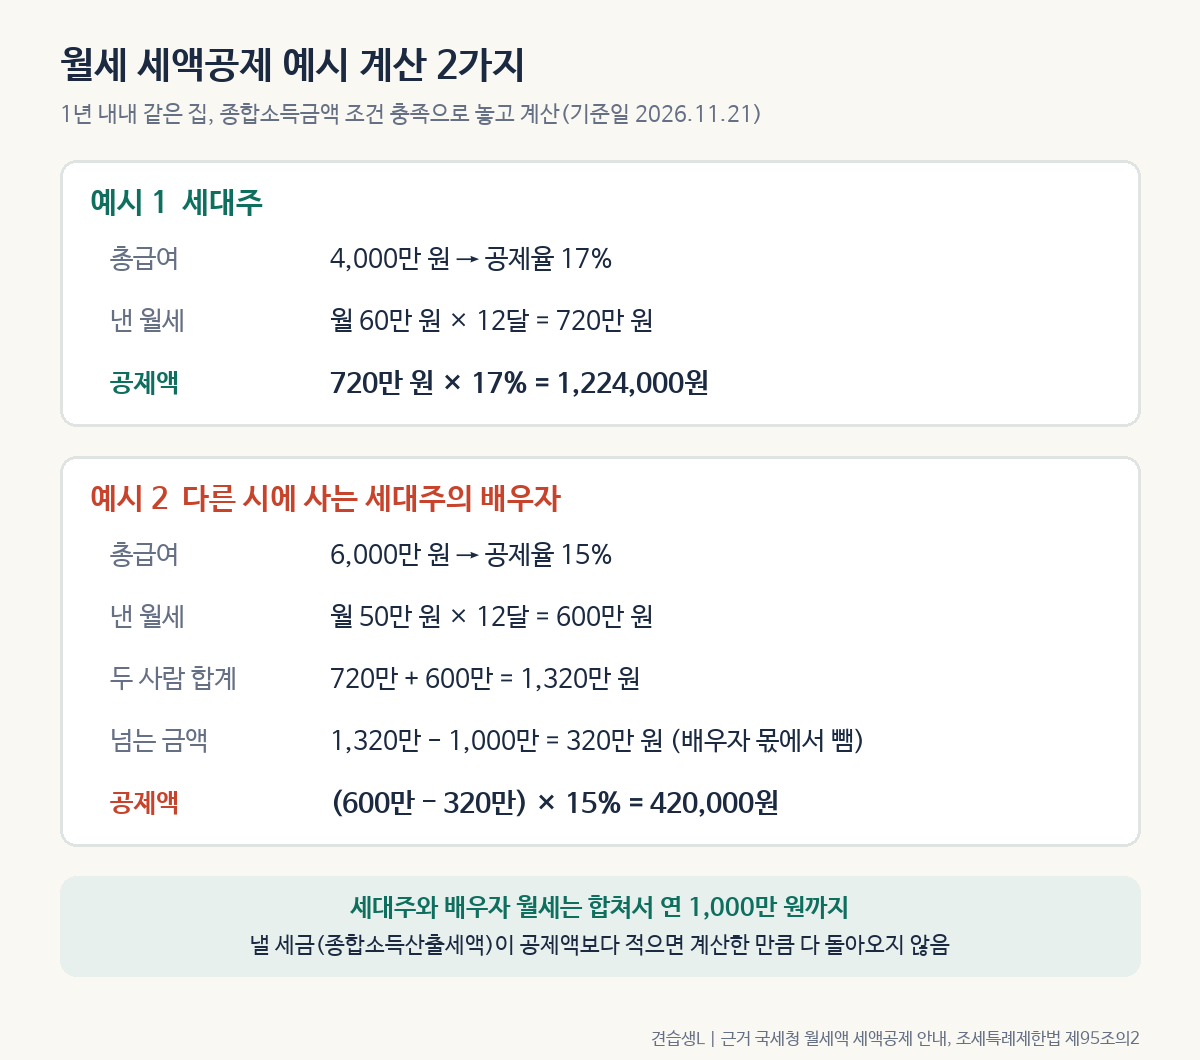 월세 세액공제 예시 계산 2가지
1년 내내 같은 집, 종합소득금액 조건 충족으로 놓고 계산(기준일 2026.11.21)
예시 1 세대주
총급여 4,000만 원 → 공제율 17%
낸 월세 월 60만 원 × 12달 = 720만 원
공제액 720만 원 × 17% = 1,224,000원
예시 2 다른 시에 사는 세대주의 배우자
총급여 6,000만 원 → 공제율 15%
낸 월세 월 50만 원 × 12달 = 600만 원
두 사람 합계 720만 + 600만 = 1,320만 원
넘는 금액 1,320만 − 1,000만 = 320만 원 (배우자 몫에서 뺌)
공제액 (600만 − 320만) × 15% = 420,000원
세대주와 배우자 월세는 합쳐서 연 1,000만 원까지
낼 세금(종합소득산출세액)이 공제액보다 적으면 계산한 만큼 다 돌아오지 않음
견습생L | 근거 국세청 월세액 세액공제 안내, 조세특례제한법 제95조의2